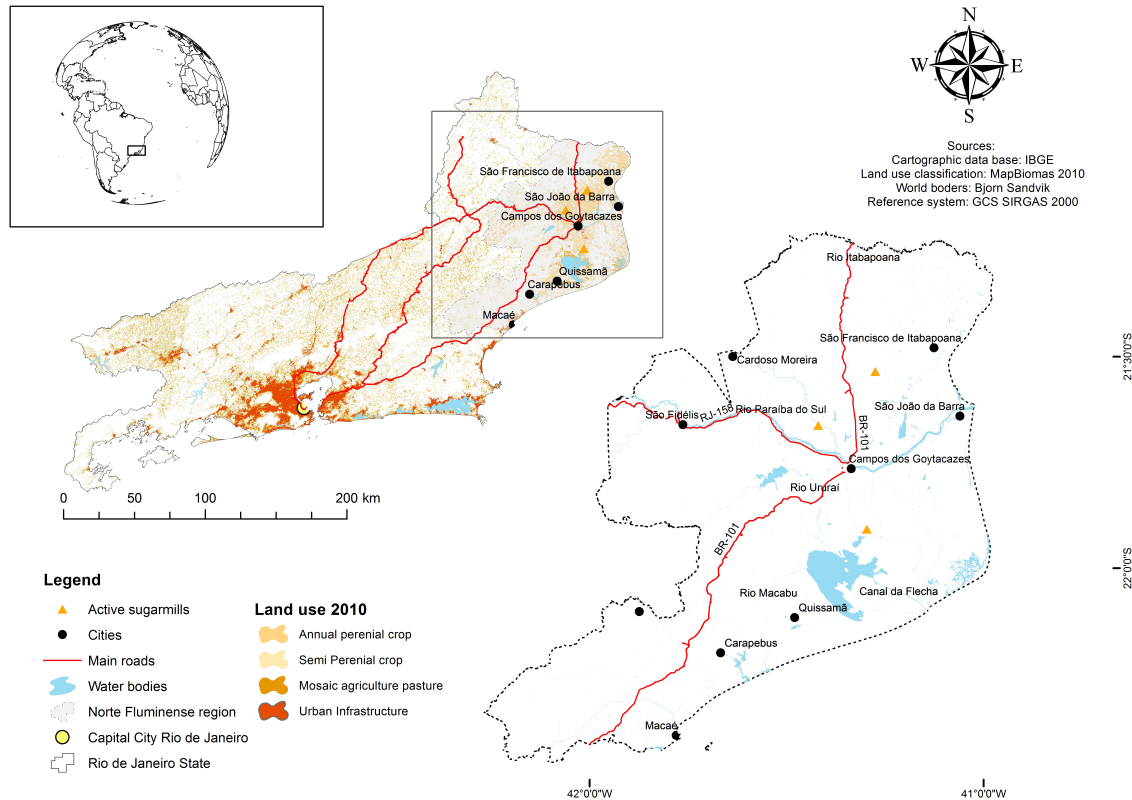 N
W
E
S
Sources:
Cartographic data base: IBGE
Land use classification: MapBiomas 2010
World boders: Bjorn Sandvik
Reference system: GCS SIRGAS 2000
São Francisco de Itabapoana
São João da Barra
Campos dos Goytacazes
Quissamã
Carapebus
Macaé
0
50
100
200 km
Rio Itabapoana
São Francisco de Itabapoana
Cardoso Moreira
São João da Barra
São Fidélis
RJ-158
Rio Paraíba do Sul
BR-101
Campos dos Goytacazes
Rio Ururaí
BR-101
Canal da Flecha
Rio Macabu
Quissamã
Carapebus
Macaé
21°30'0"S
22°0'0"S
42°0'0"W
41°0'0"W
Legend
Active sugarmills
Cities
Main roads
Water bodies
Norte Fluminense region
Capital City Rio de Janeiro
Rio de Janeiro State
Land use 2010
Annual perenial crop
Semi Perenial crop
Mosaic agriculture pasture
Urban Infrastructure